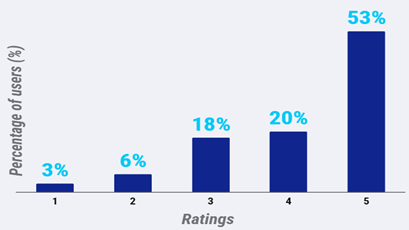 53%
20%
18%
6%
3%
Percentage of users (%)
1 2 3 4 5
Ratings